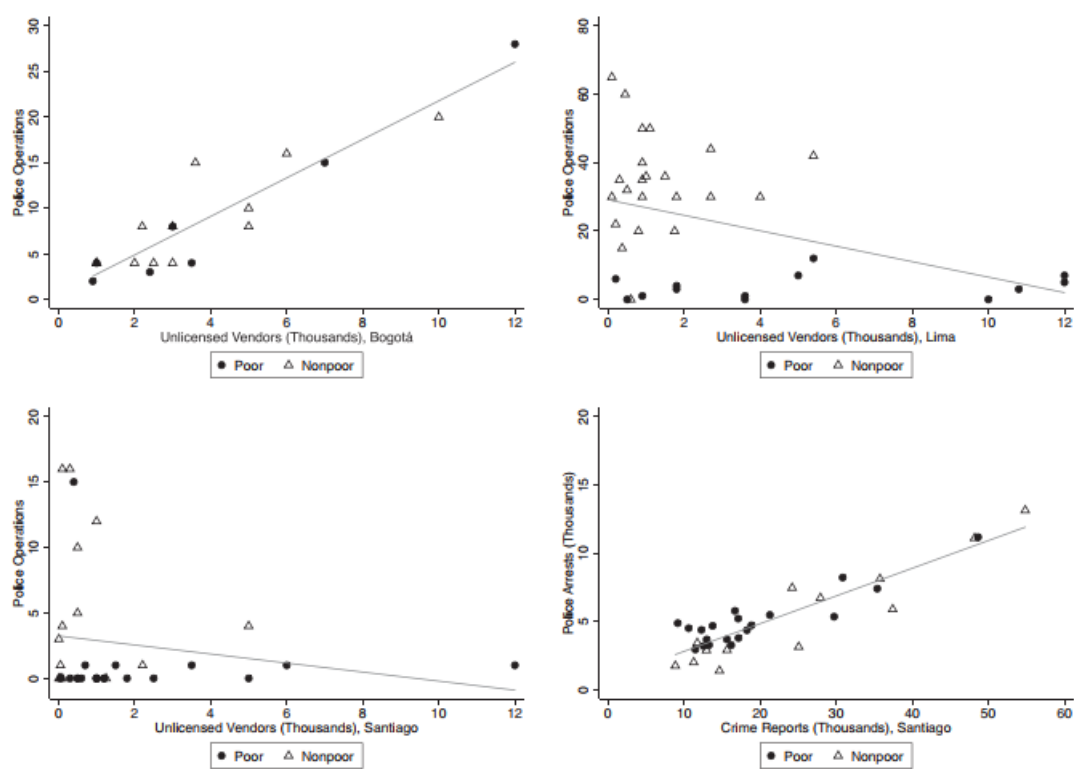 30
25
20
15
10
5
0
Police Operations
0 2 4 6 8 10 12
Unlicensed Vendors (Thousands), Bogotá
Poor Nonpoor
80
60
40
20
0
Police Operations
0 2 4 6 8 10 12
Unlicensed Vendors (Thousands), Lima
Poor Nonpoor
20
15
10
5
0
Police Operations
0 2 4 6 8 10 12
Unlicensed Vendors (Thousands), Santiago
Poor Nonpoor
20
15
10
5
0
Police Arrests (Thousands)
0 10 20 30 40 50 60
Crime Reports (Thousands), Santiago
Poor Nonpoor